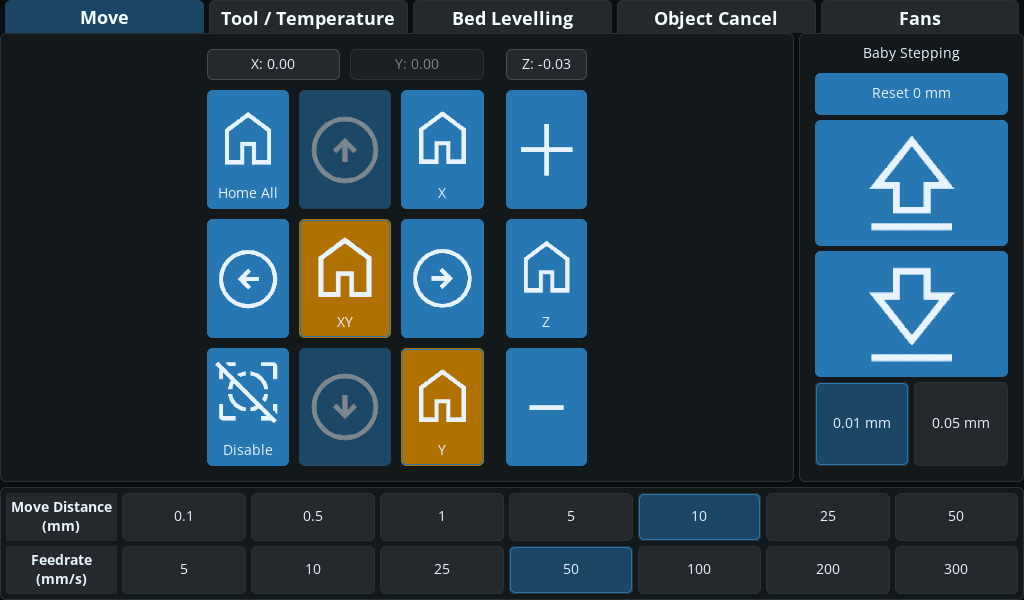 Move
Tool / Temperature
Bed Levelling
Object Cancel
Fans
X: 0.00
Y: 0.00
Z: -0.03
Home All
X
XY
Z
Disable
Y
Baby Stepping
Reset 0 mm
0.01 mm
0.05 mm
Move Distance
(mm)
0.1
0.5
1
5
10
25
50
Feedrate
(mm/s)
5
10
25
50
100
200
300